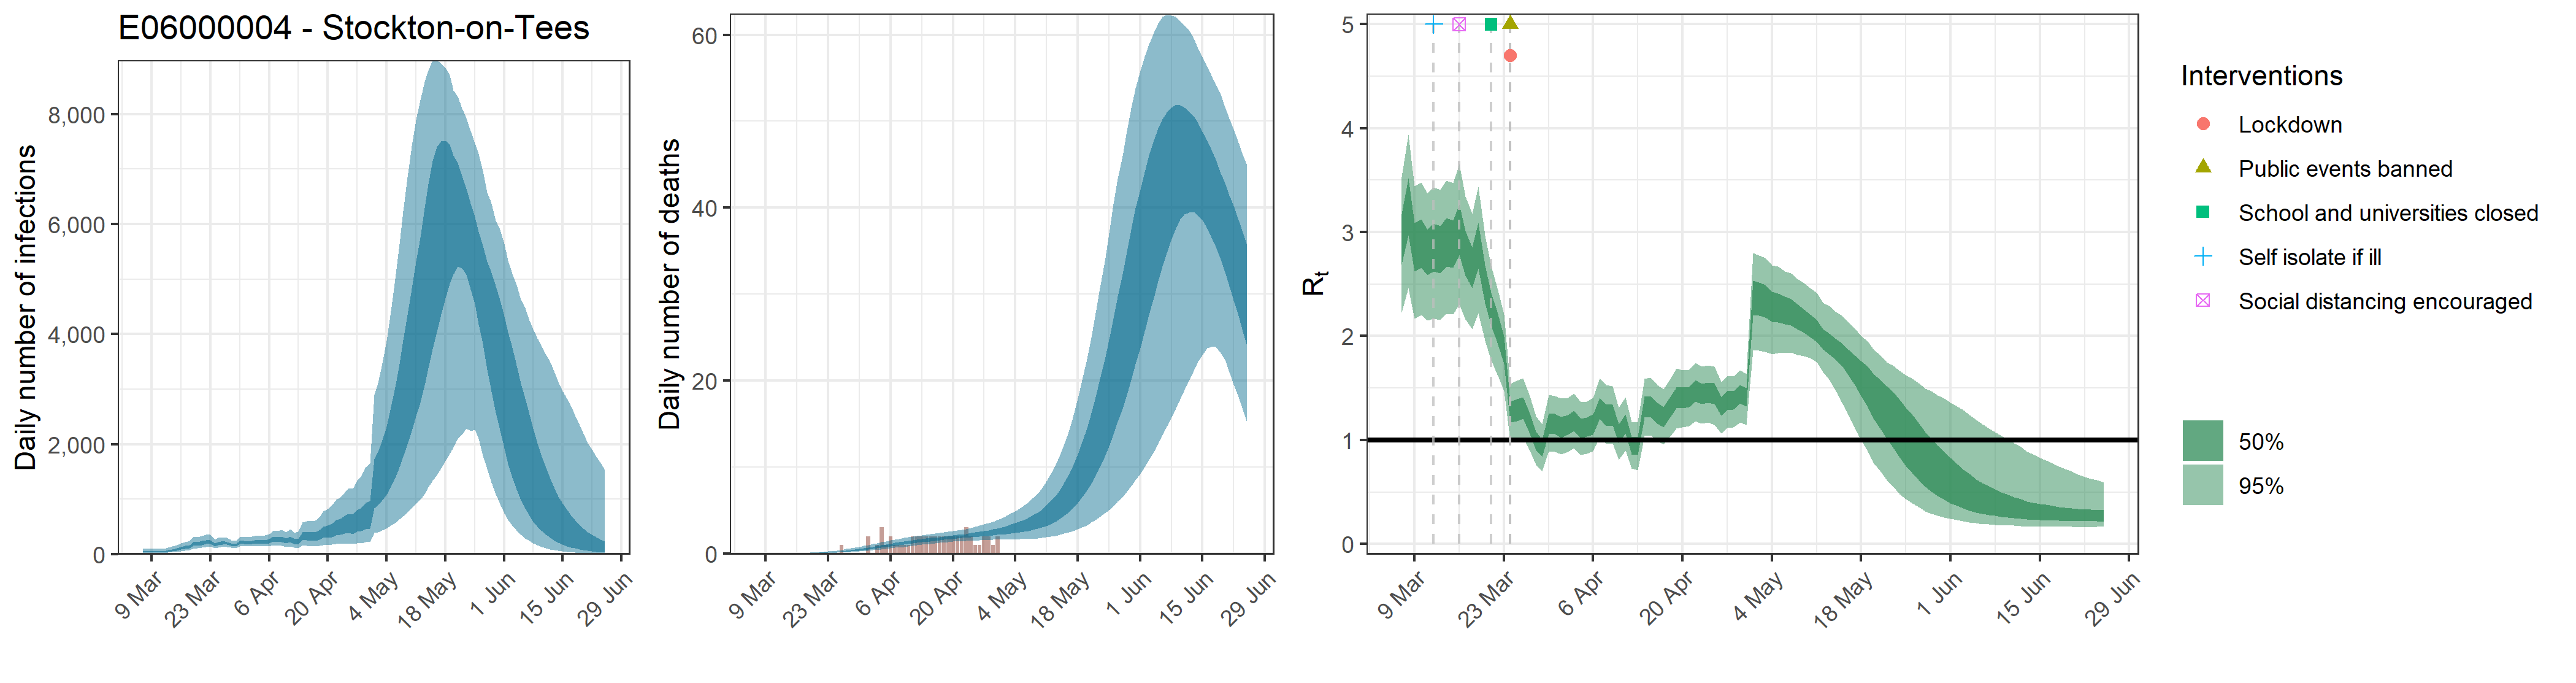 E06000004 - Stockton-on-Tees
Daily number of infections
8,000
6,000
4,000
2,000
0
9 Mar
23 Mar
6 Apr
20 Apr
4 May
18 May
1 Jun
15 Jun
29 Jun
Daily number of deaths
60
40
20
0
9 Mar
23 Mar
6 Apr
20 Apr
4 May
18 May
1 Jun
15 Jun
29 Jun
Rt
5
4
3
2
1
0
9 Mar
23 Mar
6 Apr
20 Apr
4 May
18 May
1 Jun
15 Jun
29 Jun
Interventions
Lockdown
Public events banned
School and universities closed
Self isolate if ill
Social distancing encouraged
50%
95%